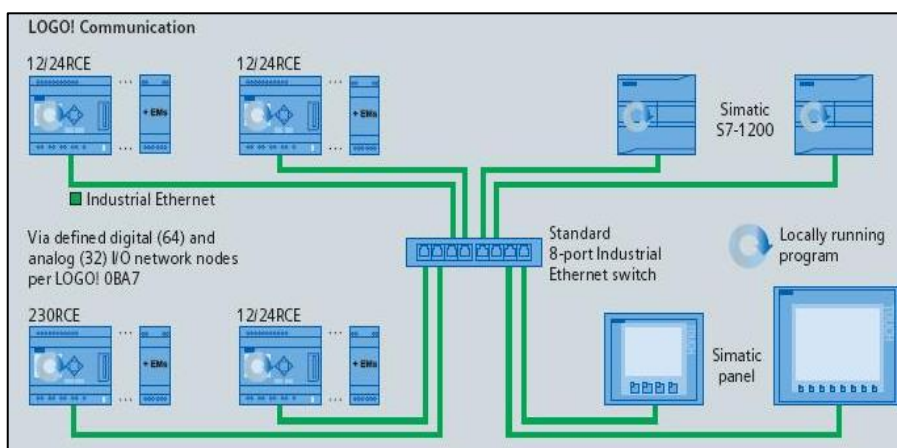 LOGO! Communication
12/24RCE
12/24RCE
+ EMs
+ EMs
Simatic
S7-1200
Industrial Ethernet
Via defined digital (64) and
analog (32) I/O network nodes
per LOGO! 0BA7
Standard
8-port Industrial
Ethernet switch
Locally running
program
230RCE
12/24RCE
+ EMs
+ EMs
Simatic
panel